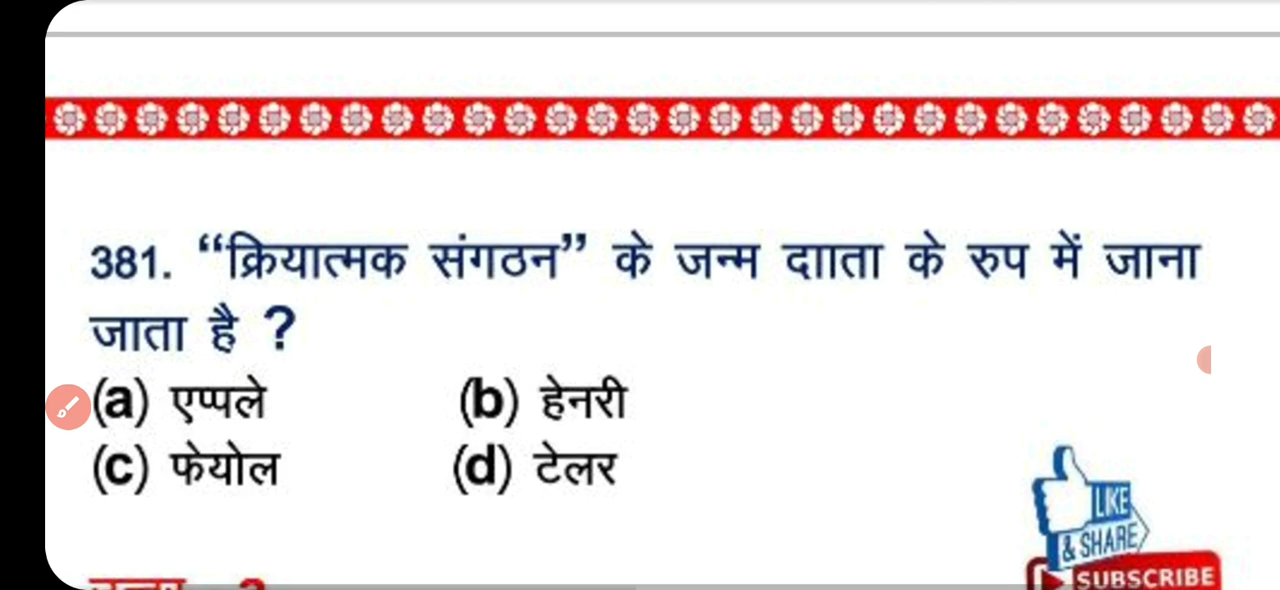 381. “क्रियात्मक संगठन” के जन्म दााता के रुप में जाना
जाता है ?
(a) एप्पले (b) हेनरी
(c) फेयोल (d) टेलर
LIKE
& SHARE
SUBSCRIBE